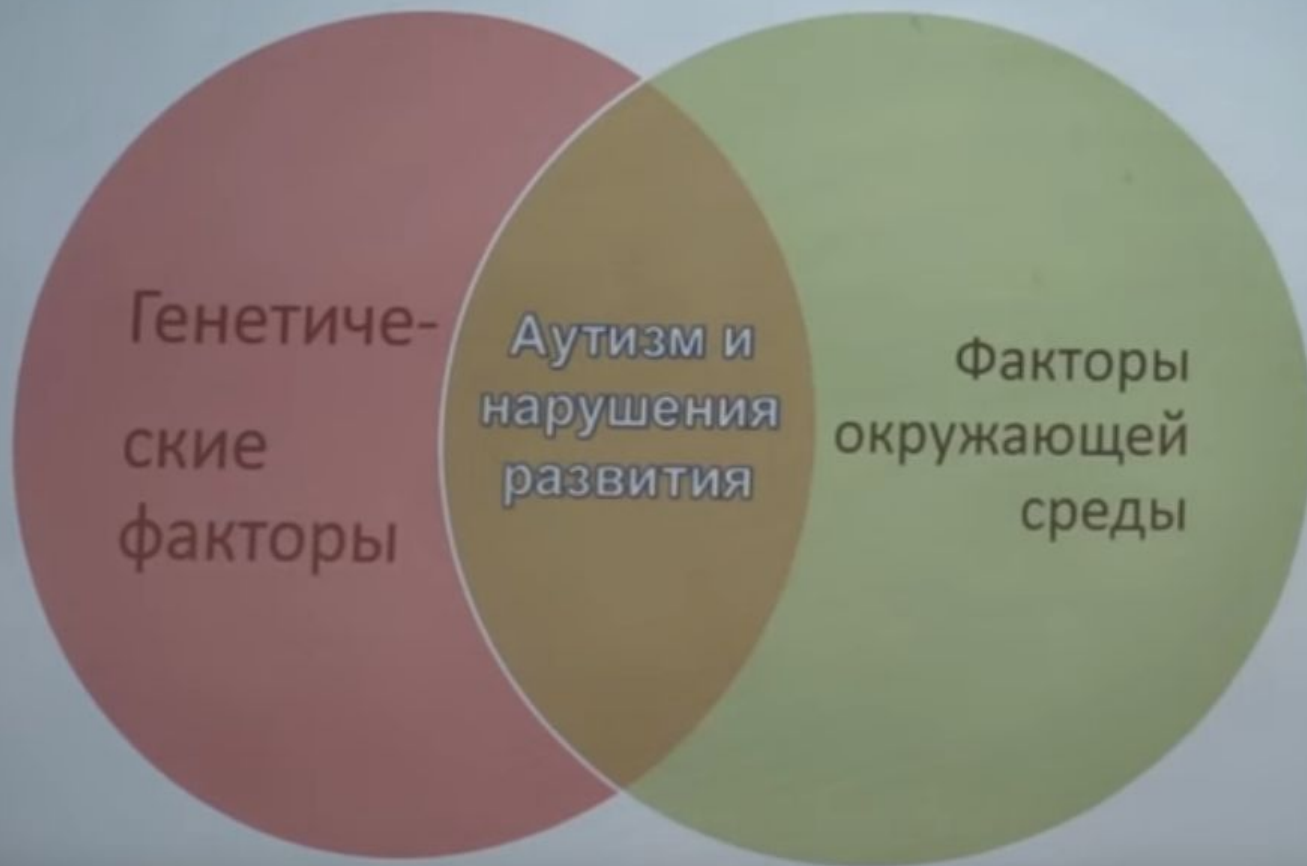 Генетиче-
ские
факторы
Аутизм и
нарушения
развития
Факторы
окружающей
среды